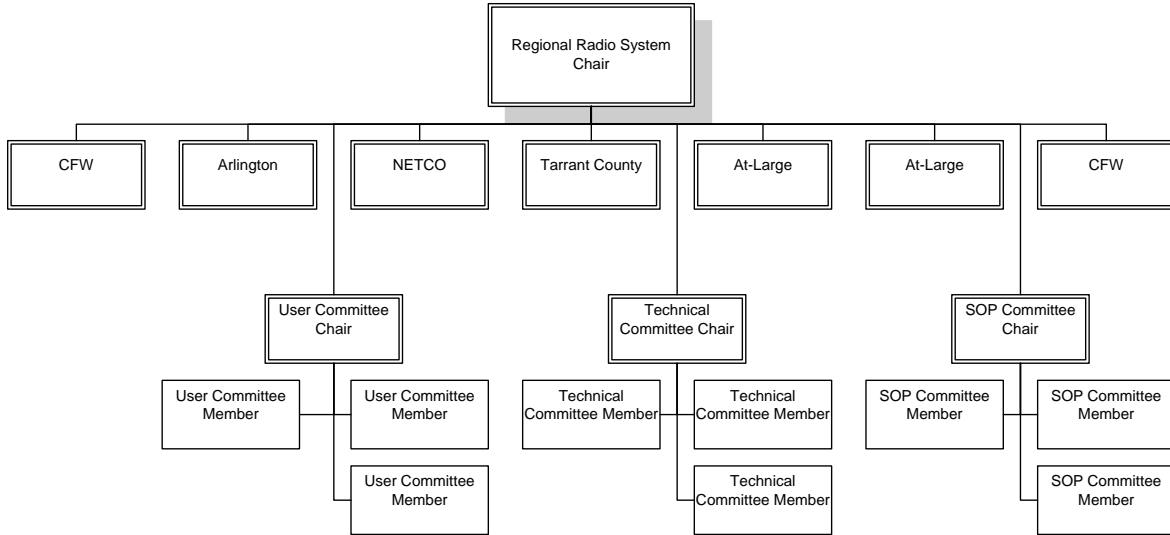 Regional Radio System
Chair
CFW
Arlington
NETCO
Tarrant County
At-Large
At-Large
CFW
User Committee
Chair
Technical
Committee Chair
SOP Committee
Chair
User Committee
Member
User Committee
Member
Technical
Committee Member
Technical
Committee Member
SOP Committee
Member
SOP Committee
Member
User Committee
Member
Technical
Committee Member
SOP Committee
Member